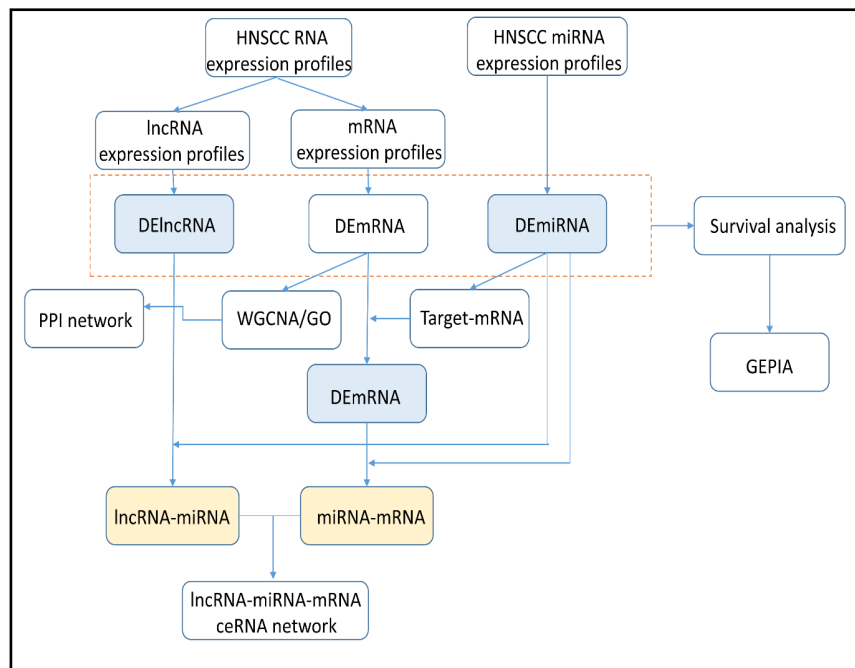 HNSCC RNA
expression profiles
HNSCC miRNA
expression profiles
lncRNA
expression profiles
mRNA
expression profiles
DElncRNA
DEmRNA
DEmiRNA
Survival analysis
PPI network
WGCNA/GO
Target-mRNA
GEPIA
DEmRNA
lncRNA-miRNA
miRNA-mRNA
lncRNA-miRNA-mRNA
ceRNA network